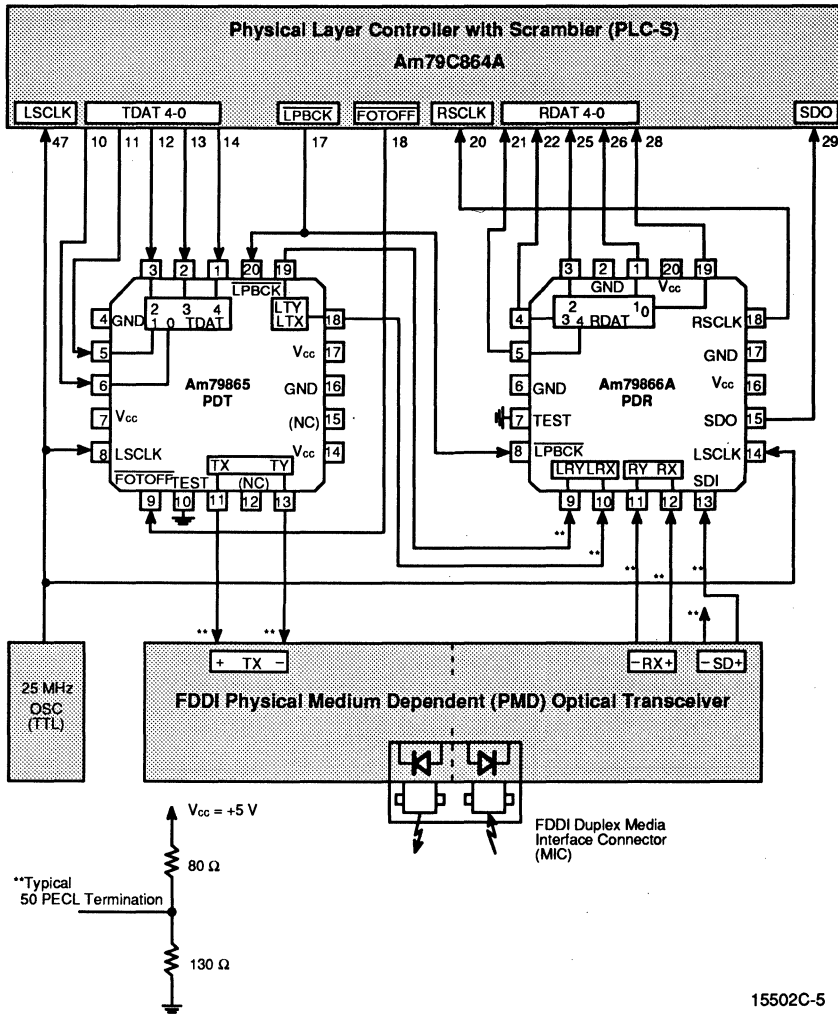 Physical Layer Controller with Scrambler (PLC-S)
Am79C864A
LSCLK TDAT 4-0 LPBCK FOTOFF RSCLK RDAT 4-0 SDO
47 10 11 12 13 14 17 18 20 21 22 25 26 28 29
3 2 1 20 19
LPBCK
4 GND
2 3 4
1 0 TDAT
LTY
LTX
18
5
Vcc 17
6
Am79865
PDT
GND 16
7 Vcc
(NC) 15
8 LSCLK
Vcc 14
FOTOFF TEST TX (NC) TY
9 10 11 12 13
3 2 1 20 19
GND Vcc
4
2 1 0
3 4 RDAT
RSCLK 18
5
GND 17
6 GND
Am79866A
PDR
Vcc 16
7 TEST
SDO 15
8 LPBCK
LSCLK 14
LRY LRX RY RX SDI
9 10 11 12 13
** ** ** ** **
** ** **
25 MHz
OSC
(TTL)
+ TX −
−RX+
−SD+
FDDI Physical Medium Dependent (PMD) Optical Transceiver
FDDI Duplex Media
Interface Connector
(MIC)
Vcc = +5 V
80 Ω
**Typical
50 PECL Termination
130 Ω
15502C-5